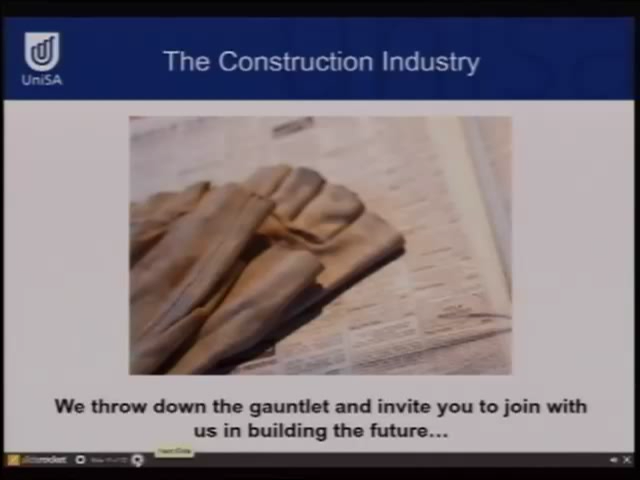 UniSA
The Construction Industry
We throw down the gauntlet and invite you to join with
us in building the future...